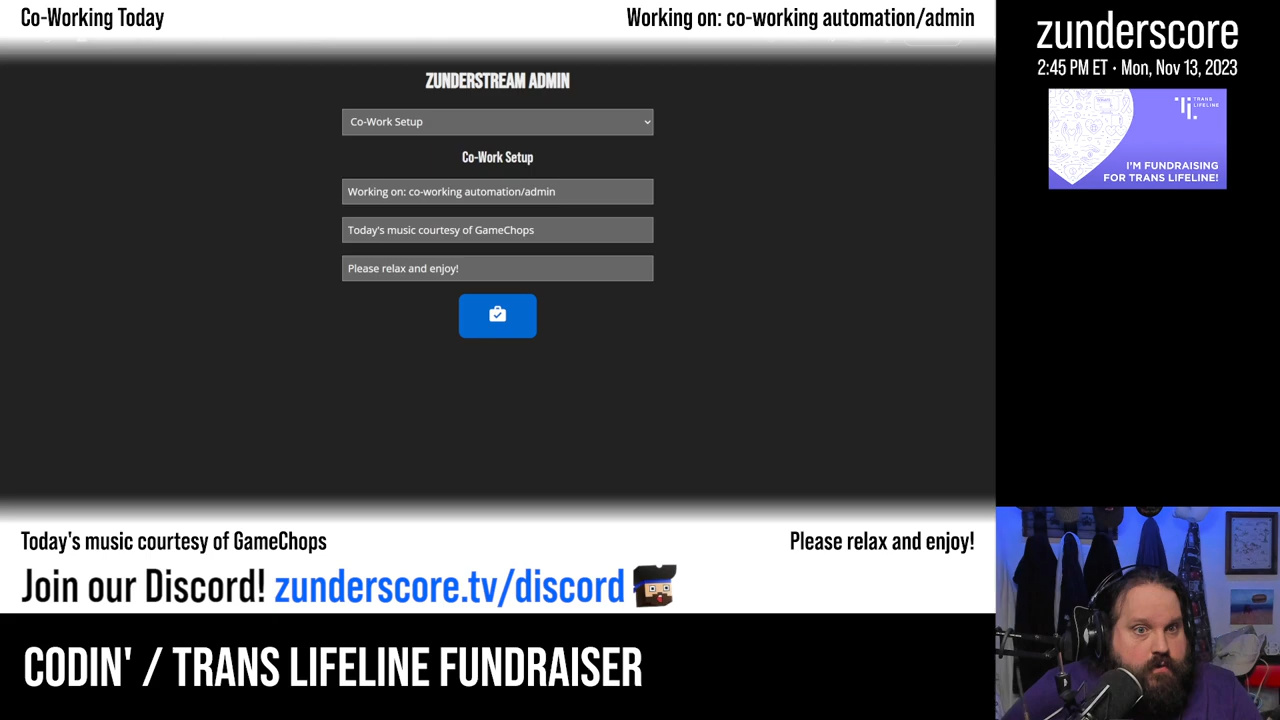 Co-Working Today
Working on: co-working automation/admin
zunderscore
2:45 PM ET · Mon, Nov 13, 2023
TRANS
LIFELINE
I'M FUNDRAISING
FOR TRANS LIFELINE!
ZUNDERSTREAM ADMIN
Co-Work Setup
Co-Work Setup
Working on: co-working automation/admin
Today's music courtesy of GameChops
Please relax and enjoy!
Today's music courtesy of GameChops
Please relax and enjoy!
Join our Discord! zunderscore.tv/discord
CODIN' / TRANS LIFELINE FUNDRAISER